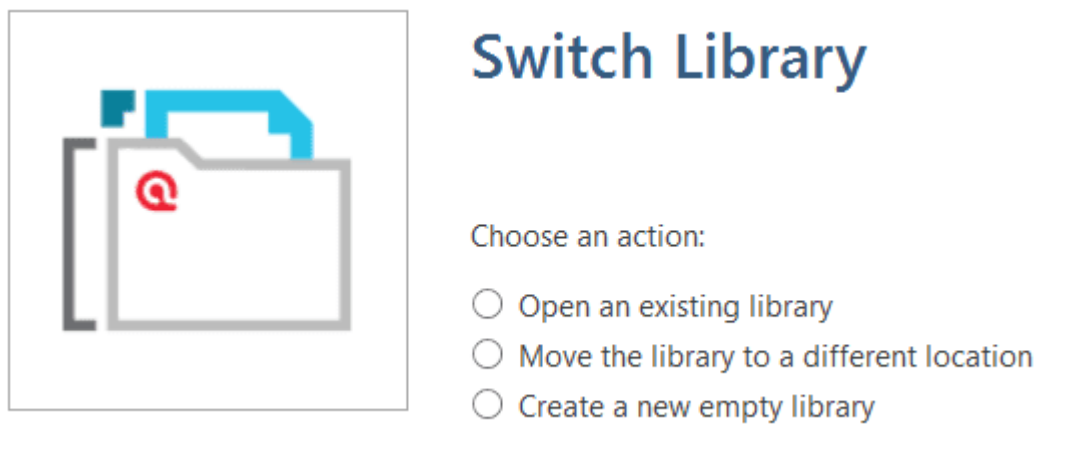 Switch Library
Choose an action:
Open an existing library
Move the library to a different location
Create a new empty library